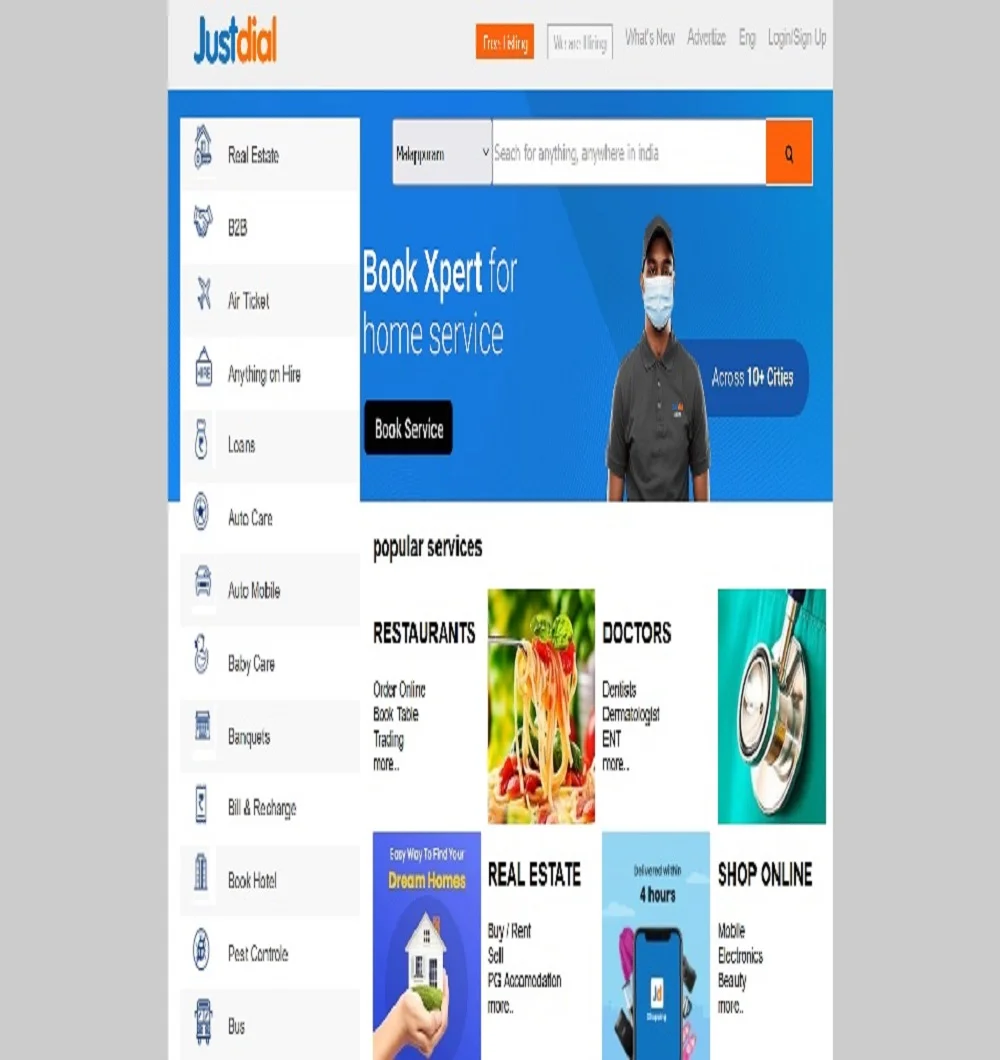 Justdial
Free Listing
We are Hiring
What's New
Advertize
Eng
Login/Sign Up
Malappuram
Seach for anything, anywhere in india
Real Estate
B2B
Air Ticket
HIRE
Anything on Hire
Loans
Auto Care
Auto Mobile
Baby Care
Banquets
Bill & Recharge
Book Hotel
Pest Controle
Bus
Book Xpert for
home service
Book Service
Across 10+ Cities
popular services
RESTAURANTS
Order Online
Book Table
Trading
more..
DOCTORS
Dentists
Dermatologist
ENT
more..
Easy Way To Find Your
Dream Homes
REAL ESTATE
Buy / Rent
Sell
PG Accomodation
more..
Delivered within
4 hours
Jd
Shopping
SHOP ONLINE
Mobile
Electronics
Beauty
more..